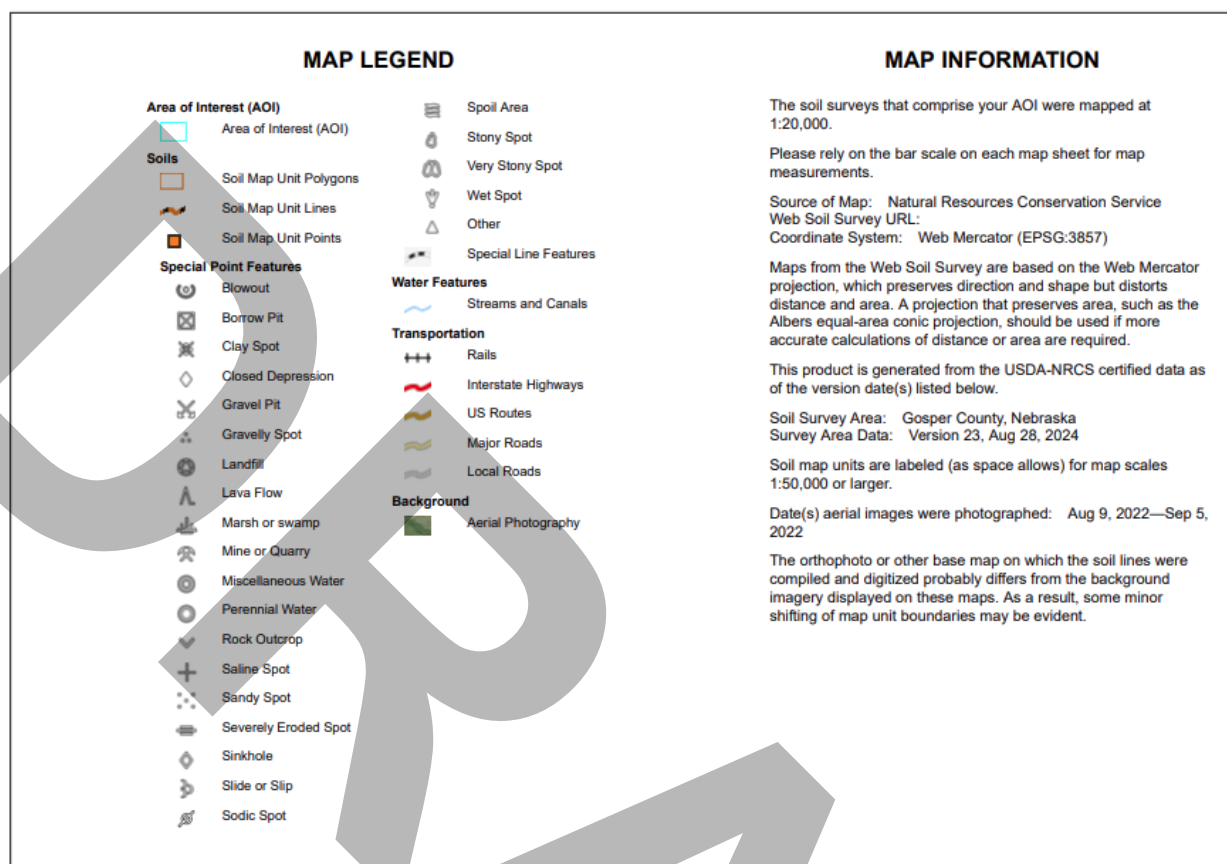 MAP LEGEND
Area of Interest (AOI)
Area of Interest (AOI)
Soils
Soil Map Unit Polygons
Soil Map Unit Lines
Soil Map Unit Points
Special Point Features
Blowout
Borrow Pit
Clay Spot
Closed Depression
Gravel Pit
Gravelly Spot
Landfill
Lava Flow
Marsh or swamp
Mine or Quarry
Miscellaneous Water
Perennial Water
Rock Outcrop
Saline Spot
Sandy Spot
Severely Eroded Spot
Sinkhole
Slide or Slip
Sodic Spot
Spoil Area
Stony Spot
Very Stony Spot
Wet Spot
Other
Special Line Features
Water Features
Streams and Canals
Transportation
Rails
Interstate Highways
US Routes
Major Roads
Local Roads
Background
Aerial Photography
MAP INFORMATION
The soil surveys that comprise your AOI were mapped at
1:20,000.
Please rely on the bar scale on each map sheet for map
measurements.
Source of Map: Natural Resources Conservation Service
Web Soil Survey URL:
Coordinate System: Web Mercator (EPSG:3857)
Maps from the Web Soil Survey are based on the Web Mercator
projection, which preserves direction and shape but distorts
distance and area. A projection that preserves area, such as the
Albers equal-area conic projection, should be used if more
accurate calculations of distance or area are required.
This product is generated from the USDA-NRCS certified data as
of the version date(s) listed below.
Soil Survey Area: Gosper County, Nebraska
Survey Area Data: Version 23, Aug 28, 2024
Soil map units are labeled (as space allows) for map scales
1:50,000 or larger.
Date(s) aerial images were photographed: Aug 9, 2022—Sep 5,
2022
The orthophoto or other base map on which the soil lines were
compiled and digitized probably differs from the background
imagery displayed on these maps. As a result, some minor
shifting of map unit boundaries may be evident.